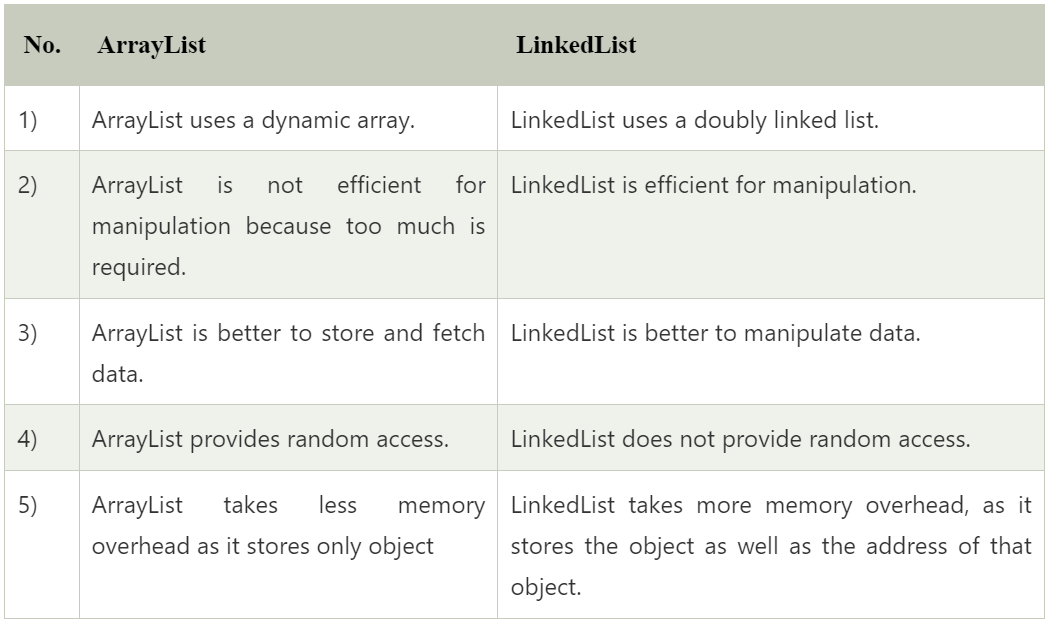 No. ArrayList LinkedList
1) ArrayList uses a dynamic array. LinkedList uses a doubly linked list.
2) ArrayList is not efficient for LinkedList is efficient for manipulation.
manipulation because too much is
required.
3) ArrayList is better to store and fetch LinkedList is better to manipulate data.
data.
4) ArrayList provides random access. LinkedList does not provide random access.
5) ArrayList takes less memory LinkedList takes more memory overhead, as it
overhead as it stores only object stores the object as well as the address of that
object.